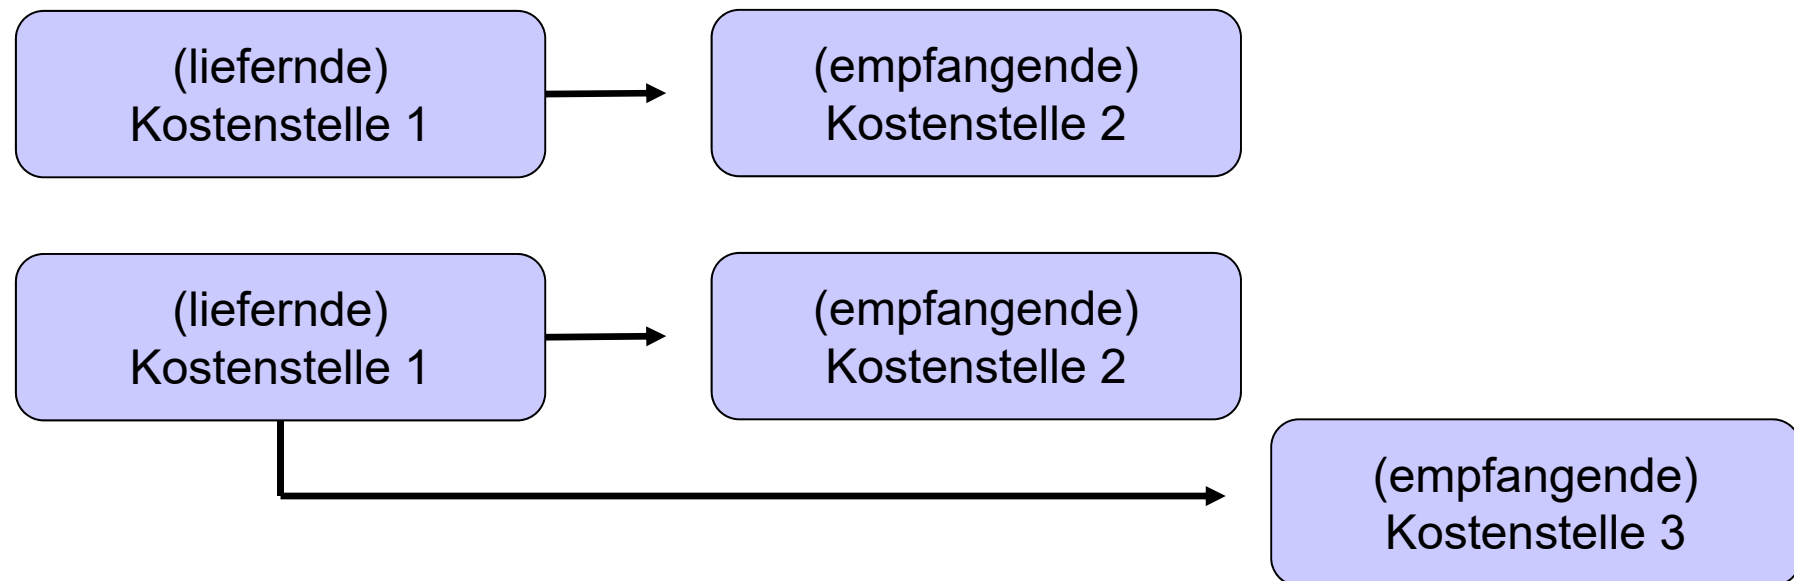 (liefernde)
Kostenstelle 1
(empfangende)
Kostenstelle 2
(liefernde)
Kostenstelle 1
(empfangende)
Kostenstelle 2
(empfangende)
Kostenstelle 3